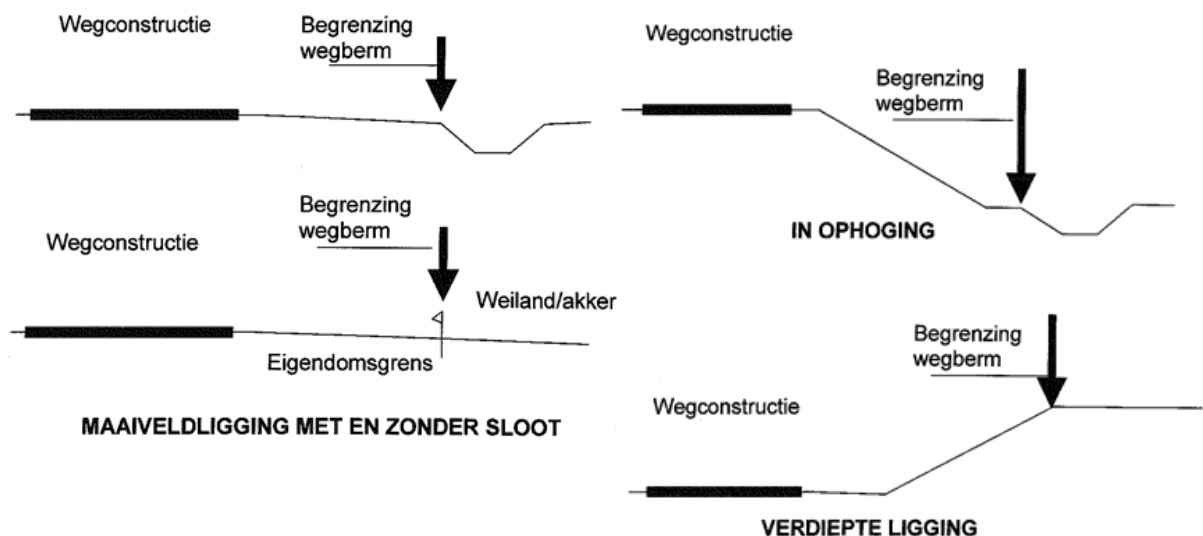 Wegconstructie
Begrenzing
wegberm
Wegconstructie
Begrenzing
wegberm
Weiland/akker
Eigendomsgrens
MAAIVELDLIGGING MET EN ZONDER SLOOT
Wegconstructie
Begrenzing
wegberm
IN OPHOGING
Begrenzing
wegberm
Wegconstructie
VERDIEPTE LIGGING